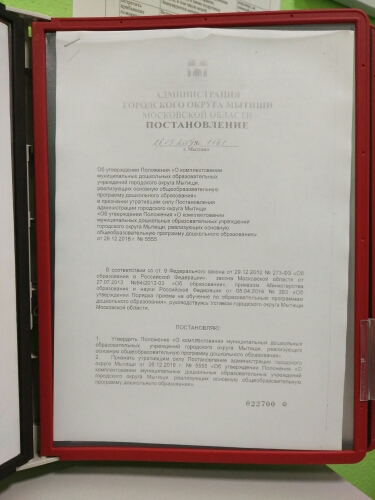 АДМИНИСТРАЦИЯ
ГОРОДСКОГО ОКРУГА МЫТИЩИ
МОСКОВСКОЙ ОБЛАСТИ
ПОСТАНОВЛЕНИЕ
г. Мытищи
Об утверждении Положения «О комплектовании
муниципальных дошкольных образовательных
учреждений городского округа Мытищи,
реализующих основную общеобразовательную
программу дошкольного образования»
и признании утратившим силу Постановления
администрации городского округа Мытищи
«Об утверждении Положения «О комплектовании
муниципальных дошкольных образовательных учреждений
городского округа Мытищи, реализующих основную
общеобразовательную программу дошкольного образования»
от 26.12.2016 г. № 5555
В соответствии со ст. 9 Федерального закона от 29.12.2012 № 273-ФЗ «Об
образовании в Российской Федерации», закона Московской области от
27.07.2013 №94/2013-ОЗ «Об образовании», приказом Министерства
образования и науки Российской Федерации от 08.04.2014 № 293 «Об
утверждении Порядка приема на обучение по образовательным программам
дошкольного образования», руководствуясь Уставом городского округа Мытищи
Московской области,
ПОСТАНОВЛЯЮ:
1. Утвердить Положение «О комплектовании муниципальных дошкольных
образовательных учреждений городского округа Мытищи, реализующих
основную общеобразовательную программу дошкольного образования».
2. Признать утратившим силу Постановление администрации городского
округа Мытищи от 26.12.2016 г. № 5555 «Об утверждении Положения «О
комплектовании муниципальных дошкольных образовательных учреждений
городского округа Мытищи, реализующих основную общеобразовательную
программу дошкольного образования».
022700 0